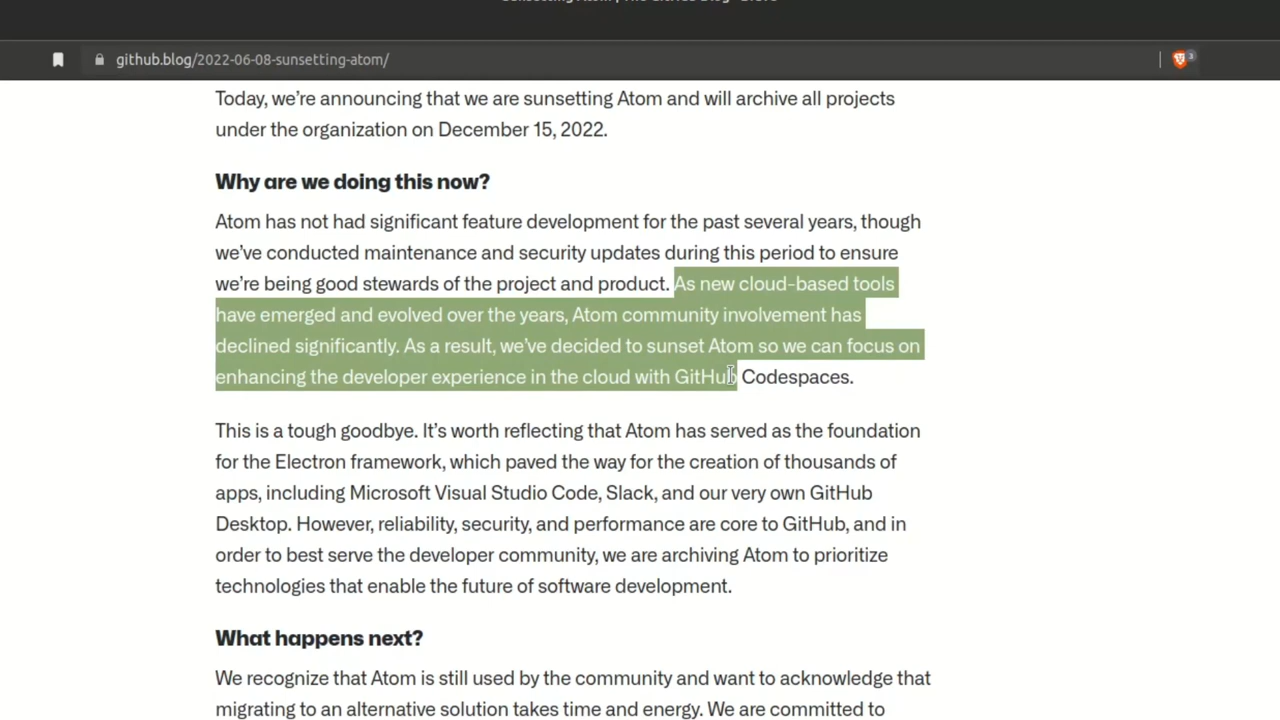 github.blog/2022-06-08-sunsetting-atom/
3
Today, we’re announcing that we are sunsetting Atom and will archive all projects
under the organization on December 15, 2022.
Why are we doing this now?
Atom has not had significant feature development for the past several years, though
we’ve conducted maintenance and security updates during this period to ensure
we’re being good stewards of the project and product. As new cloud-based tools
have emerged and evolved over the years, Atom community involvement has
declined significantly. As a result, we’ve decided to sunset Atom so we can focus on
enhancing the developer experience in the cloud with GitHub Codespaces.
This is a tough goodbye. It’s worth reflecting that Atom has served as the foundation
for the Electron framework, which paved the way for the creation of thousands of
apps, including Microsoft Visual Studio Code, Slack, and our very own GitHub
Desktop. However, reliability, security, and performance are core to GitHub, and in
order to best serve the developer community, we are archiving Atom to prioritize
technologies that enable the future of software development.
What happens next?
We recognize that Atom is still used by the community and want to acknowledge that
migrating to an alternative solution takes time and energy. We are committed to